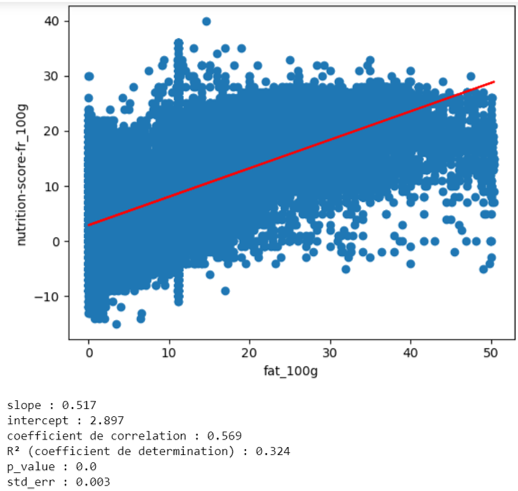 40
30
20
10
0
−10
nutrition-score-fr_100g
0 10 20 30 40 50
fat_100g
slope : 0.517
intercept : 2.897
coefficient de correlation : 0.569
R² (coefficient de determination) : 0.324
p_value : 0.0
std_err : 0.003